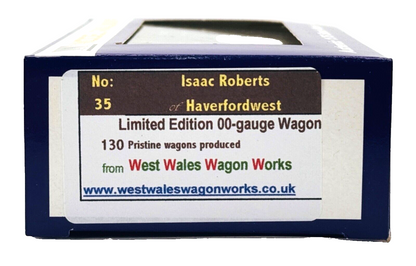 No: Isaac Roberts
35 of Haverfordwest
Limited Edition 00-gauge Wagon
130 Pristine wagons produced
from West Wales Wagon Works
www.westwaleswagonworks.co.uk